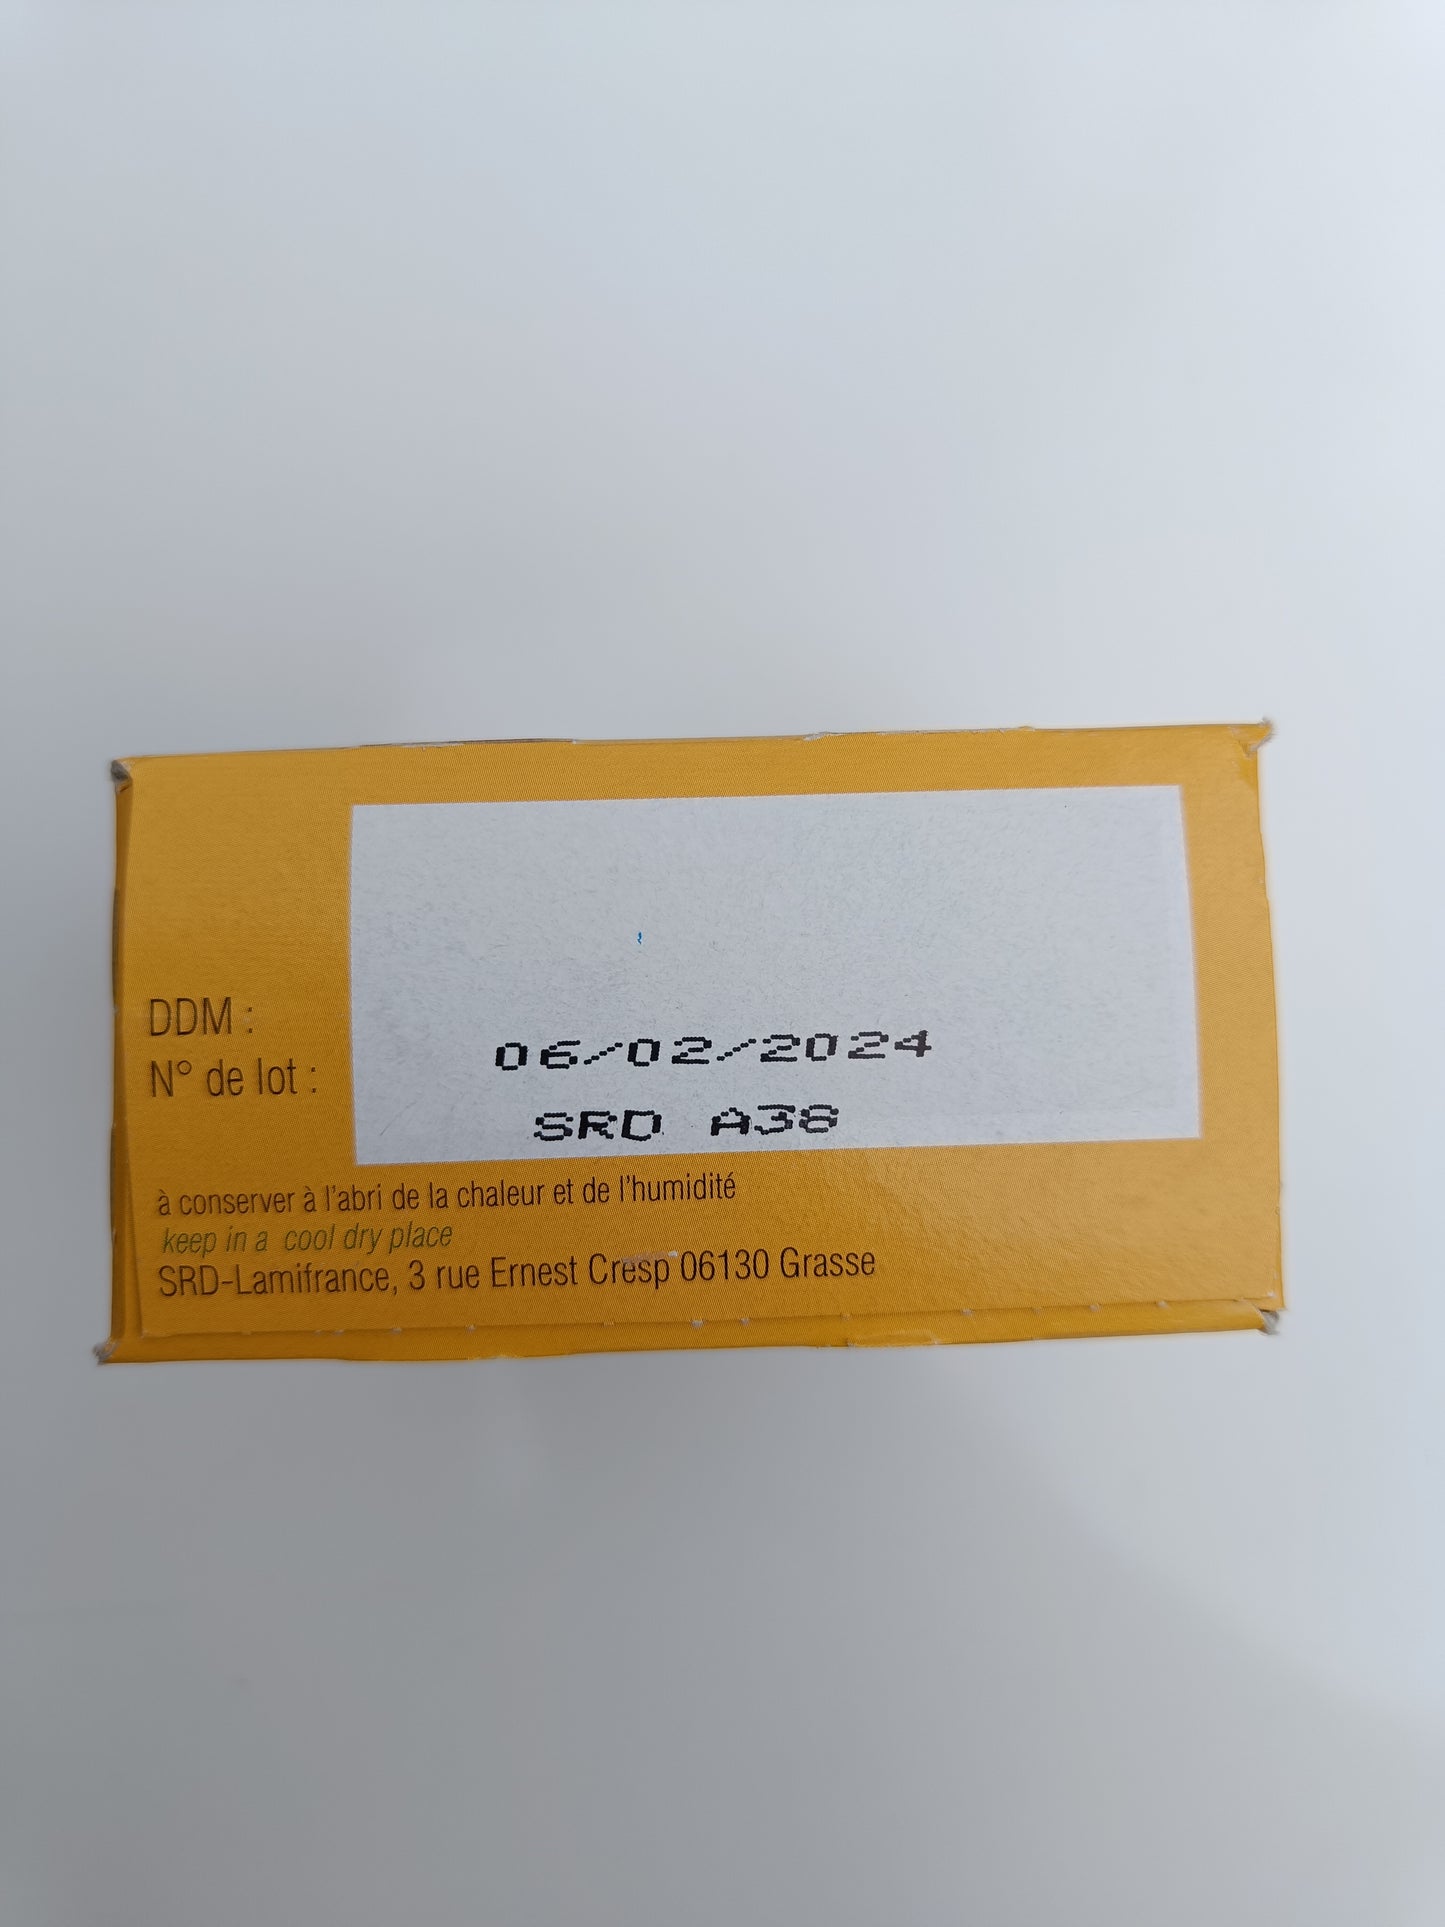 DDM :
06/02/2024
N° de lot :
SRD A38
à conserver à l'abri de la chaleur et de l'humidité
keep in a cool dry place
SRD-Lamifrance, 3 rue Ernest Cresp 06130 Grasse